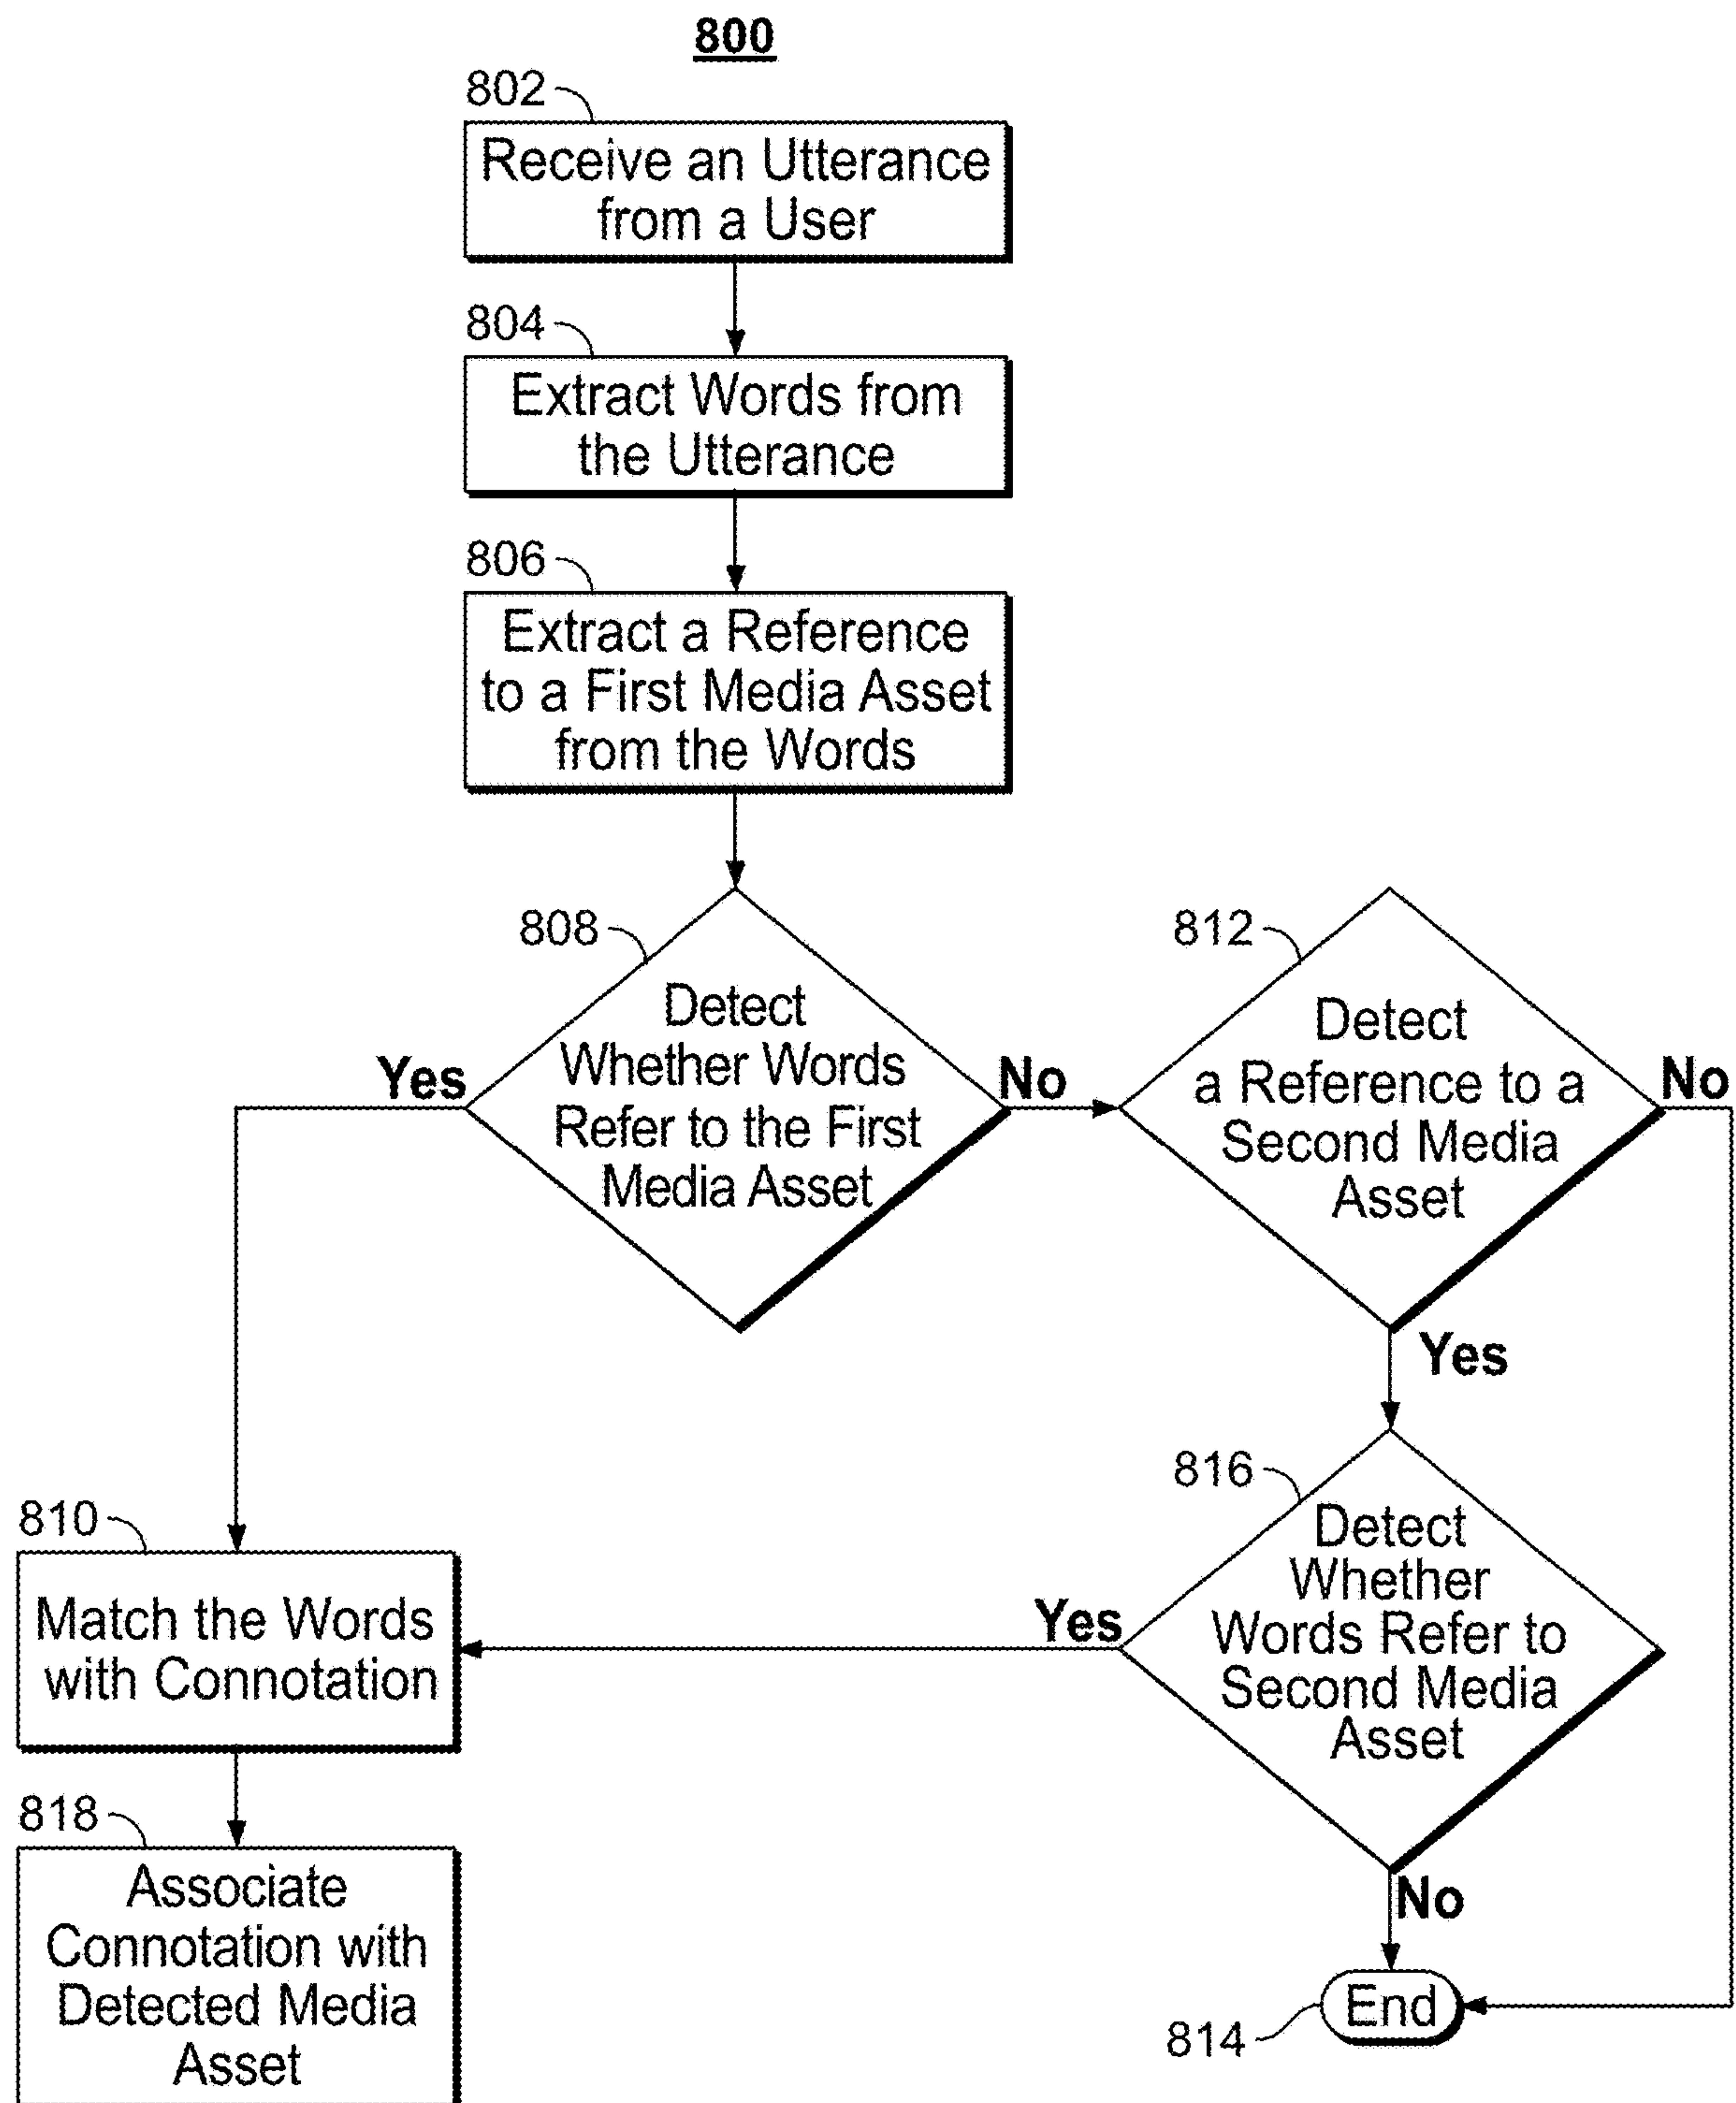 800
802
Receive an Utterance
from a User
804
Extract Words from
the Utterance
806
Extract a Reference
to a First Media Asset
from the Words
808
Detect
Whether Words
Refer to the First
Media Asset
Yes
No
812
Detect
a Reference to a
Second Media
Asset
No
Yes
816
Detect
Whether
Words Refer to
Second Media
Asset
Yes
No
810
Match the Words
with Connotation
818
Associate
Connotation with
Detected Media
Asset
814
End